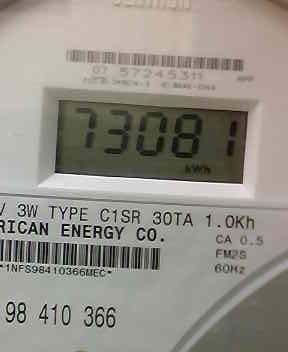 07 57245311
73081
kWh
V 3W TYPE C1SR 30TA 1.0Kh
RICAN ENERGY CO.
CA 0.5
FM2S
60Hz
*1NFS98410366MEC*
98 410 366